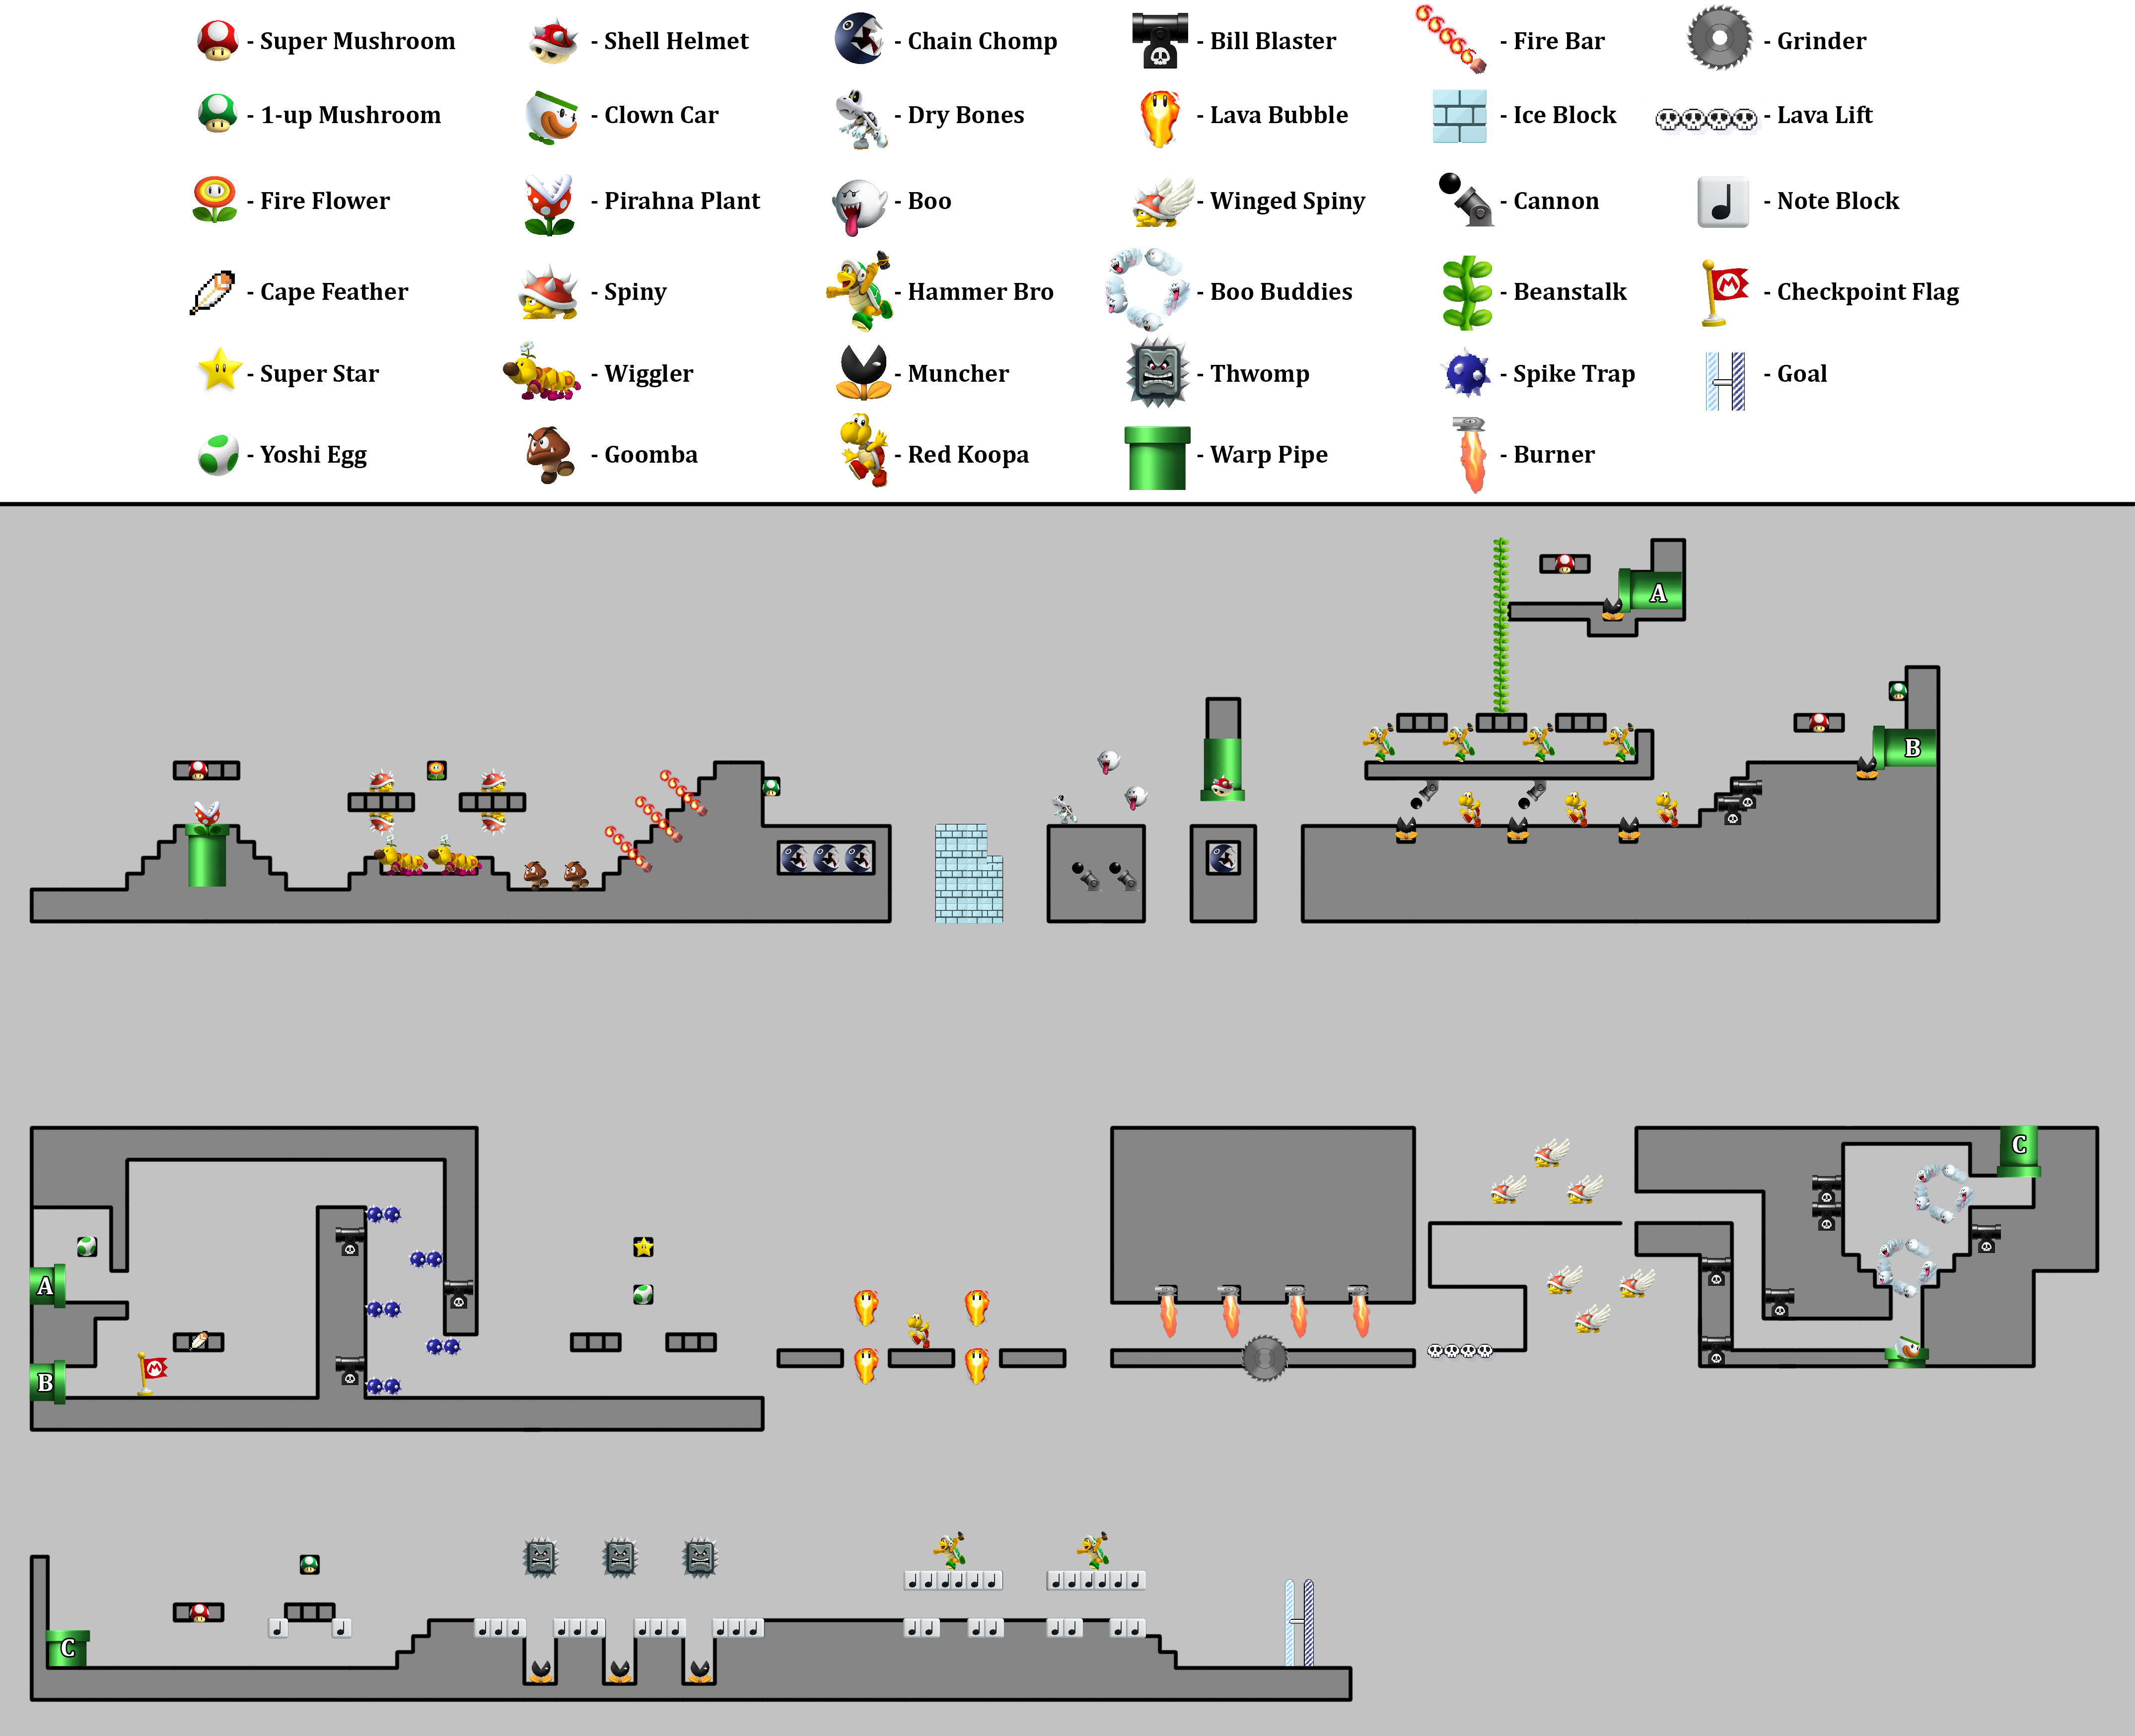 - Super Mushroom - Shell Helmet - Chain Chomp - Bill Blaster - Fire Bar - Grinder
- 1-up Mushroom - Clown Car - Dry Bones - Lava Bubble - Ice Block - Lava Lift
- Fire Flower - Pirahna Plant - Boo - Winged Spiny - Cannon - Note Block
- Cape Feather - Spiny - Hammer Bro - Boo Buddies - Beanstalk - Checkpoint Flag
- Super Star - Wiggler - Muncher - Thwomp - Spike Trap - Goal
- Yoshi Egg - Goomba - Red Koopa - Warp Pipe - Burner
A
B
C
A
B
C